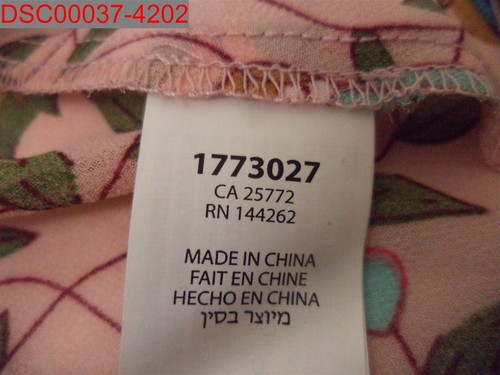 DSC00037-4202
1773027
CA 25772
RN 144262
MADE IN CHINA
FAIT EN CHINE
HECHO EN CHINA
מיוצר בסין